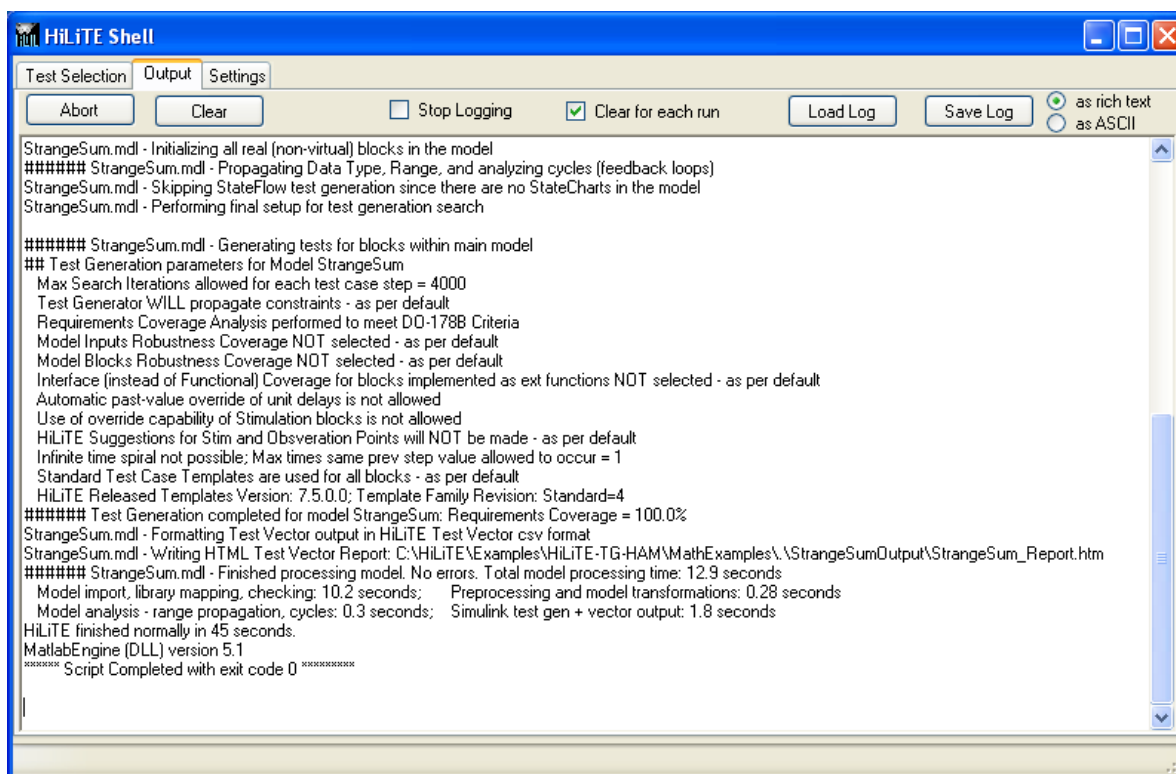 HiLiTE Shell
Test Selection Output Settings
Abort Clear Stop Logging Clear for each run Load Log Save Log as rich text
as ASCII
StrangeSum.mdl - Initializing all real (non-virtual) blocks in the model
###### StrangeSum.mdl - Propagating Data Type, Range, and analyzing cycles (feedback loops)
StrangeSum.mdl - Skipping StateFlow test generation since there are no StateCharts in the model
StrangeSum.mdl - Performing final setup for test generation search
###### StrangeSum.mdl - Generating tests for blocks within main model
## Test Generation parameters for Model StrangeSum
Max Search Iterations allowed for each test case step = 4000
Test Generator WILL propagate constraints - as per default
Requirements Coverage Analysis performed to meet DO-178B Criteria
Model Inputs Robustness Coverage NOT selected - as per default
Model Blocks Robustness Coverage NOT selected - as per default
Interface (instead of Functional) Coverage for blocks implemented as ext functions NOT selected - as per default
Automatic past-value override of unit delays is not allowed
Use of override capability of Stimulation blocks is not allowed
HiLiTE Suggestions for Stim and Obsveration Points will NOT be made - as per default
Infinite time spiral not possible; Max times same prev step value allowed to occur = 1
Standard Test Case Templates are used for all blocks - as per default
HiLiTE Released Templates Version: 7.5.0.0; Template Family Revision: Standard=4
###### Test Generation completed for model StrangeSum: Requirements Coverage = 100.0%
StrangeSum.mdl - Formatting Test Vector output in HiLiTE Test Vector csv format
StrangeSum.mdl - Writing HTML Test Vector Report: C:\HiLiTE\Examples\HiLiTE-TG-HAM\MathExamples\.\StrangeSumOutput\StrangeSum_Report.htm
###### StrangeSum.mdl - Finished processing model. No errors. Total model processing time: 12.9 seconds
Model import, library mapping, checking: 10.2 seconds; Preprocessing and model transformations: 0.28 seconds
Model analysis - range propagation, cycles: 0.3 seconds; Simulink test gen + vector output: 1.8 seconds
HiLiTE finished normally in 45 seconds.
MatlabEngine (DLL) version 5.1
****** Script Completed with exit code 0 *********